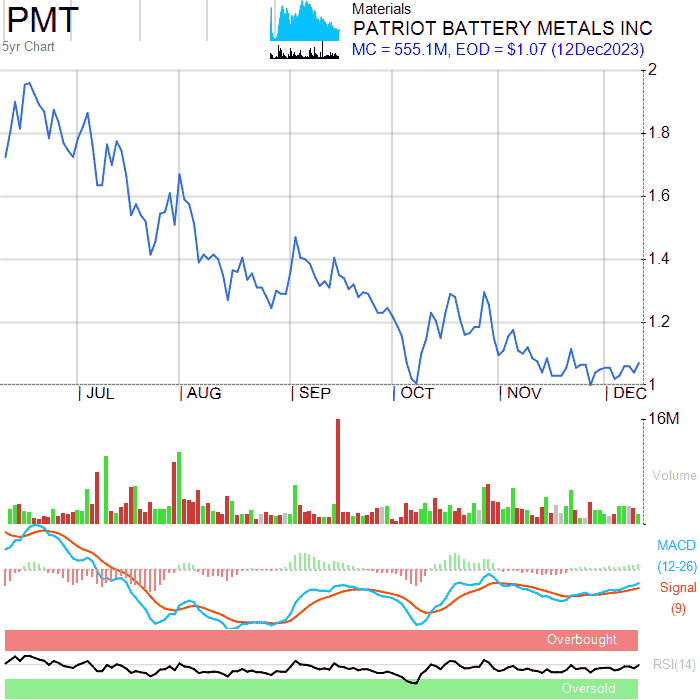 PMT
5yr Chart
Materials
PATRIOT BATTERY METALS INC
MC = 555.1M, EOD = $1.07 (12Dec2023)
2
1.8
1.6
1.4
1.2
1
JUL
AUG
SEP
OCT
NOV
DEC
16M
Volume
MACD
(12-26)
Signal
(9)
Overbought
RSI(14)
Oversold